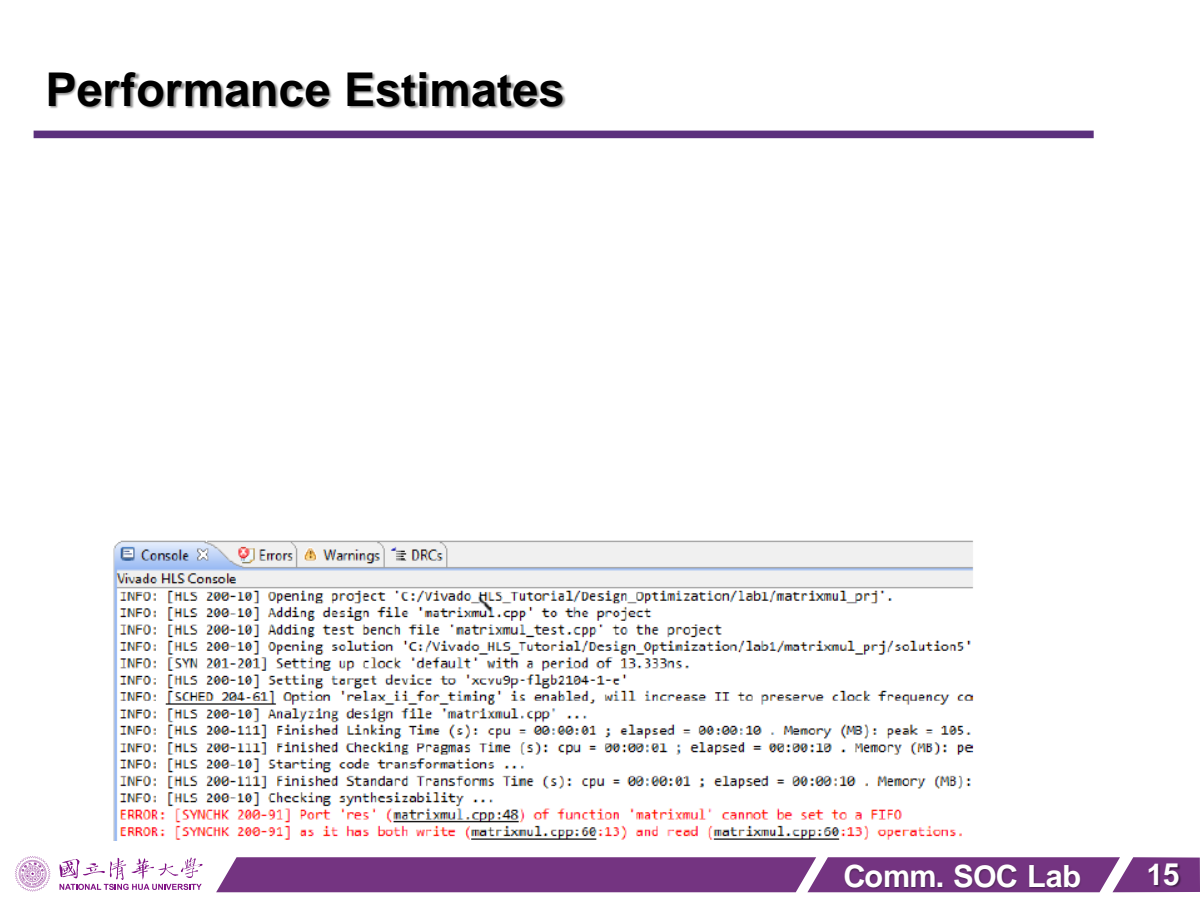 Performance Estimates
Console Errors Warnings DRCs
Vivado HLS Console
INFO: [HLS 200-10] Opening project 'C:/Vivado_HLS_Tutorial/Design_Optimization/lab1/matrixmul_prj'.
INFO: [HLS 200-10] Adding design file 'matrixmul.cpp' to the project
INFO: [HLS 200-10] Adding test bench file 'matrixmul_test.cpp' to the project
INFO: [HLS 200-10] Opening solution 'C:/Vivado_HLS_Tutorial/Design_Optimization/lab1/matrixmul_prj/solution5'
INFO: [SYN 201-201] Setting up clock 'default' with a period of 13.333ns.
INFO: [HLS 200-10] Setting target device to 'xcvu9p-flgb2104-1-e'
INFO: [SCHED 204-61] Option 'relax_ii_for_timing' is enabled, will increase II to preserve clock frequency co
INFO: [HLS 200-10] Analyzing design file 'matrixmul.cpp' ...
INFO: [HLS 200-111] Finished Linking Time (s): cpu = 00:00:01 ; elapsed = 00:00:10 . Memory (MB): peak = 105.
INFO: [HLS 200-111] Finished Checking Pragmas Time (s): cpu = 00:00:01 ; elapsed = 00:00:10 . Memory (MB): pe
INFO: [HLS 200-10] Starting code transformations ...
INFO: [HLS 200-111] Finished Standard Transforms Time (s): cpu = 00:00:01 ; elapsed = 00:00:10 . Memory (MB):
INFO: [HLS 200-10] Checking synthesizability ...
ERROR: [SYNCHK 200-91] Port 'res' (matrixmul.cpp:48) of function 'matrixmul' cannot be set to a FIFO
ERROR: [SYNCHK 200-91] as it has both write (matrixmul.cpp:60:13) and read (matrixmul.cpp:60:13) operations.
國立清華大學
NATIONAL TSING HUA UNIVERSITY
Comm. SOC Lab
15